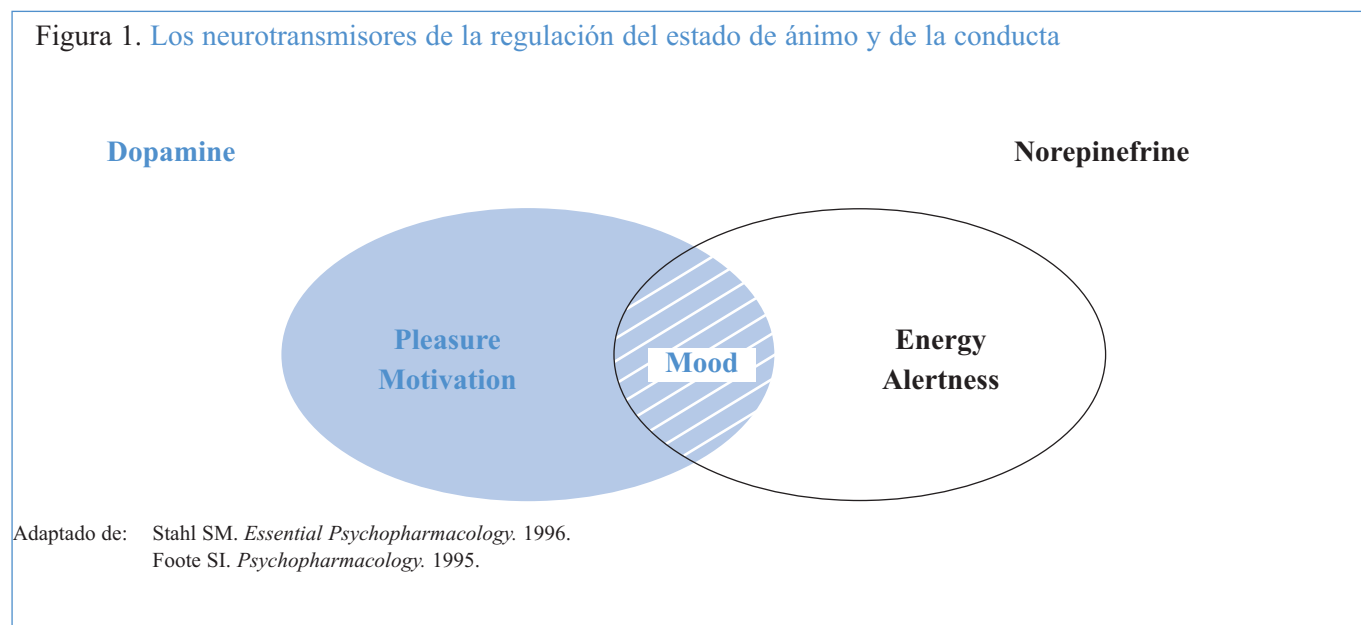 Figura 1. Los neurotransmisores de la regulación del estado de ánimo y de la conducta
Dopamine
Norepinefrine
Pleasure
Motivation
Mood
Energy
Alertness
Adaptado de: Stahl SM. Essential Psychopharmacology. 1996.
Foote SI. Psychopharmacology. 1995.